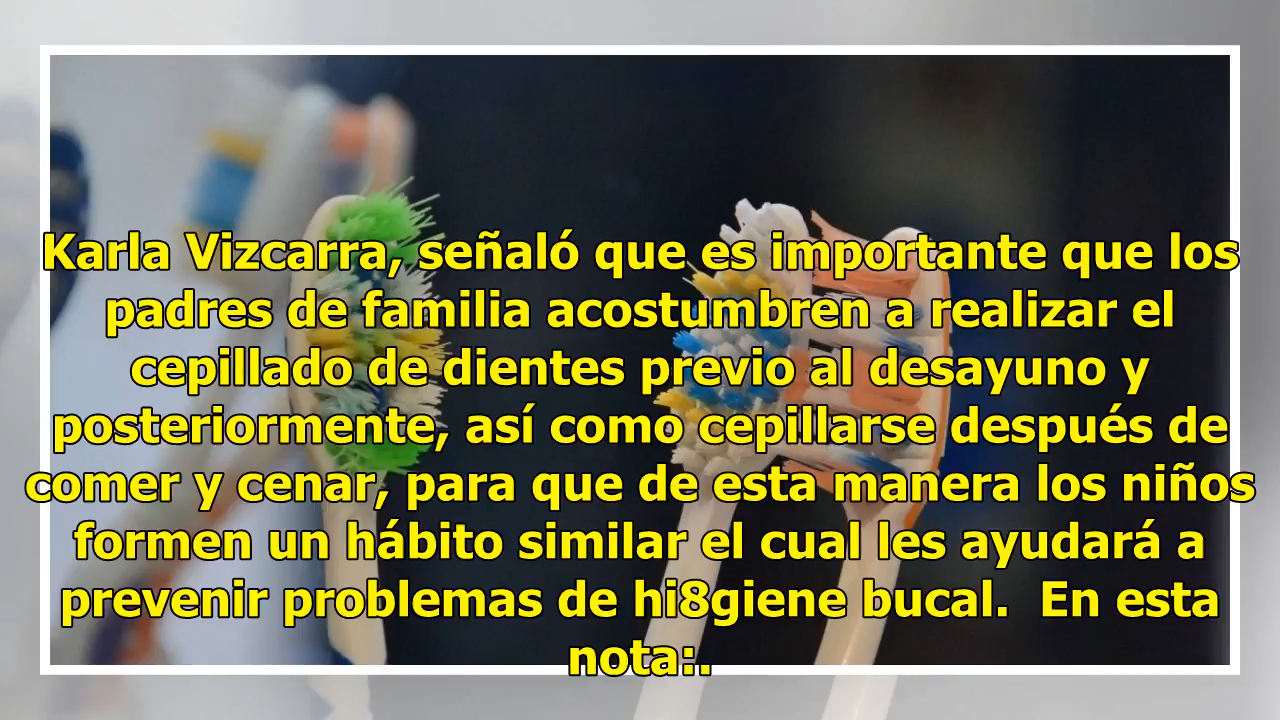 Karla Vizcarra, señaló que es importante que los
padres de familia acostumbren a realizar el
cepillado de dientes previo al desayuno y
posteriormente, así como cepillarse después de
comer y cenar, para que de esta manera los niños
formen un hábito similar el cual les ayudará a
prevenir problemas de hi8giene bucal.  En esta
nota:.